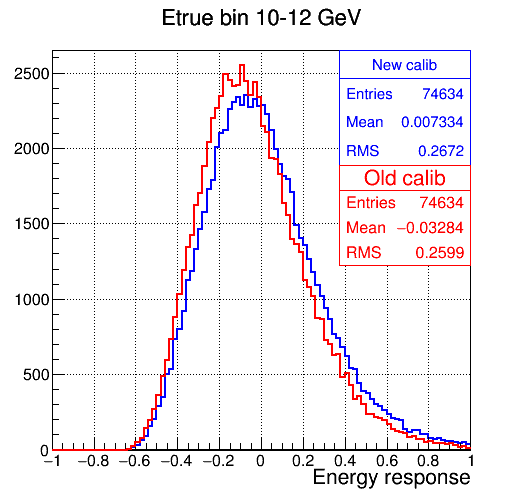 Etrue bin 10-12 GeV
New calib
Entries 74634
Mean 0.007334
RMS 0.2672
Old calib
Entries 74634
Mean −0.03284
RMS 0.2599
2500
2000
1500
1000
500
0
−1 −0.8 −0.6 −0.4 −0.2 0 0.2 0.4 0.6 0.8 1
Energy response